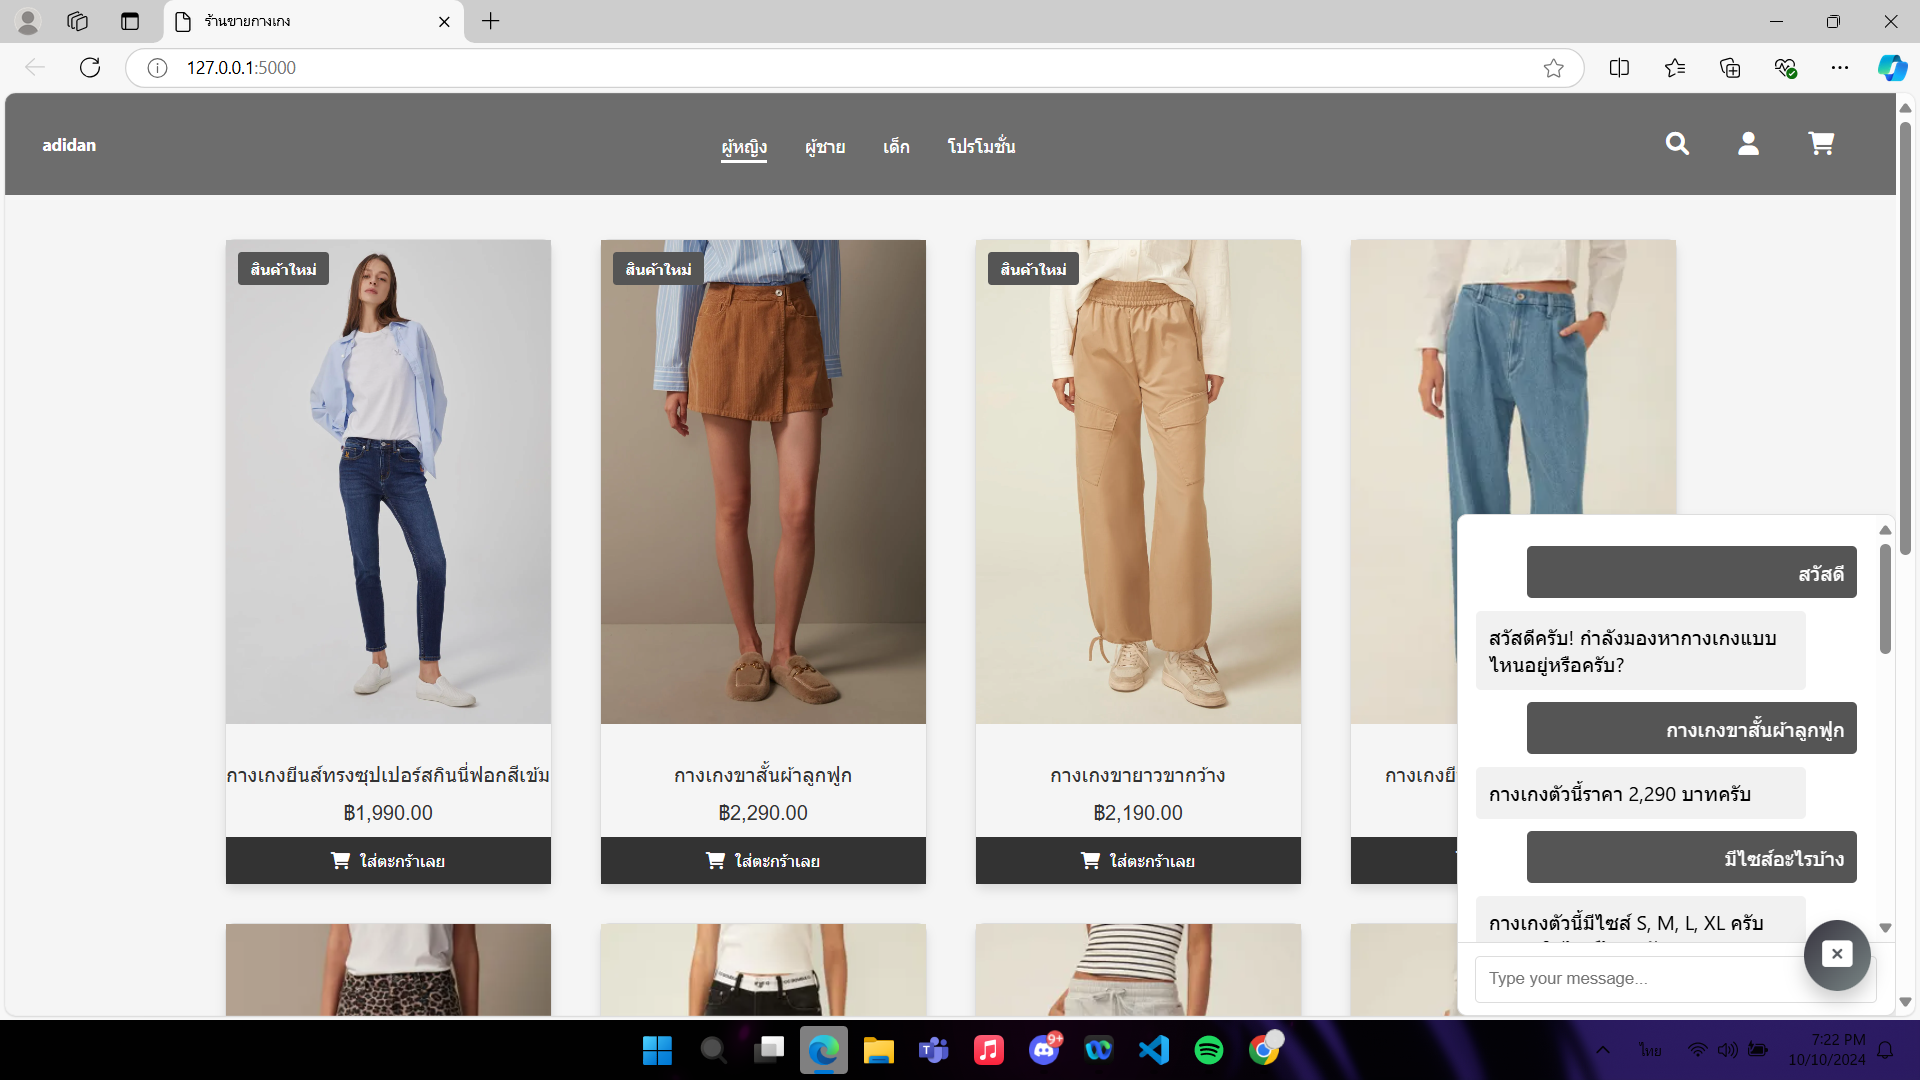 ร้านขายกางเกง
127.0.0.1:5000
adidan
ผู้หญิง
ผู้ชาย
เด็ก
โปรโมชั่น
สินค้าใหม่
สินค้าใหม่
สินค้าใหม่
กางเกงยีนส์ทรงซุปเปอร์สกินนี่ฟอกสีเข้ม
฿1,990.00
ใส่ตะกร้าเลย
กางเกงขาสั้นผ้าลูกฟูก
฿2,290.00
ใส่ตะกร้าเลย
กางเกงขายาวขากว้าง
฿2,190.00
ใส่ตะกร้าเลย
กางเกงยี
สวัสดี
สวัสดีครับ! กำลังมองหากางเกงแบบ
ไหนอยู่หรือครับ?
กางเกงขาสั้นผ้าลูกฟูก
กางเกงตัวนี้ราคา 2,290 บาทครับ
มีไซส์อะไรบ้าง
กางเกงตัวนี้มีไซส์ S, M, L, XL ครับ
Type your message...
9+
ไทย
7:22 PM
10/10/2024